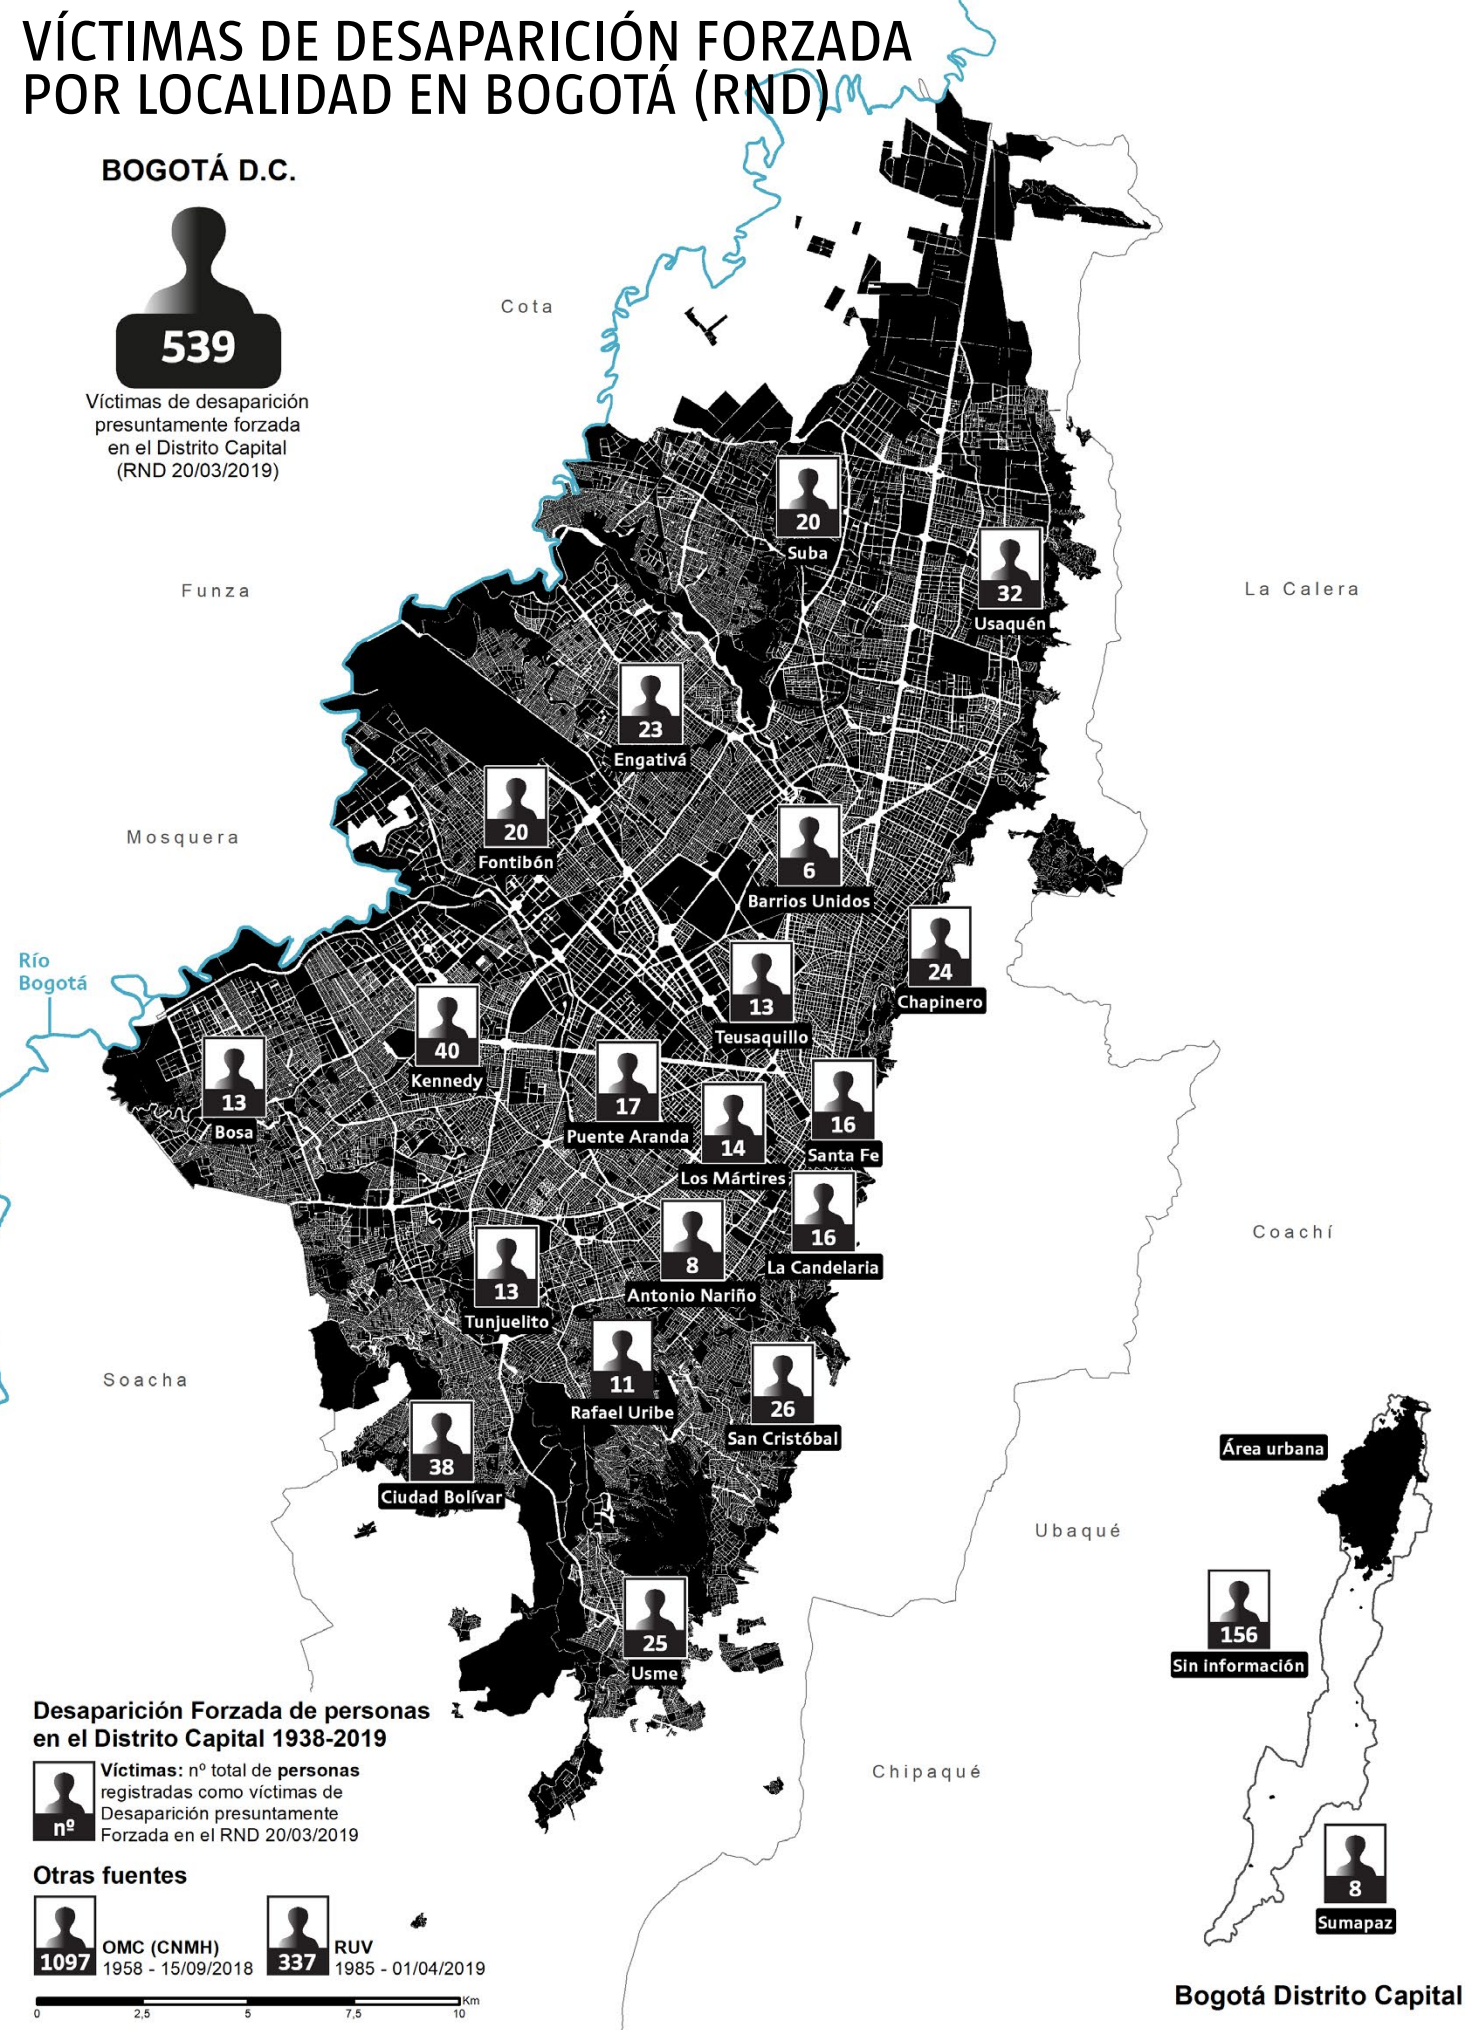 VÍCTIMAS DE DESAPARICIÓN FORZADA
POR LOCALIDAD EN BOGOTÁ (RND)
BOGOTÁ D.C.
539
Víctimas de desaparición
presuntamente forzada
en el Distrito Capital
(RND 20/03/2019)
Cota
Funza
La Calera
Mosquera
Río
Bogotá
Soacha
Coachí
Ubaqué
Chipaqué
20
Suba
32
Usaquén
23
Engativá
20
Fontibón
6
Barrios Unidos
24
Chapinero
13
Teusaquillo
40
Kennedy
13
Bosa
17
Puente Aranda
14
Los Mártires
16
Santa Fe
16
La Candelaria
8
Antonio Nariño
13
Tunjuelito
11
Rafael Uribe
26
San Cristóbal
38
Ciudad Bolívar
25
Usme
Área urbana
156
Sin información
8
Sumapaz
Bogotá Distrito Capital
Desaparición Forzada de personas
en el Distrito Capital 1938-2019
nº
Víctimas: nº total de personas
registradas como víctimas de
Desaparición presuntamente
Forzada en el RND 20/03/2019
Otras fuentes
1097
OMC (CNMH)
1958 - 15/09/2018
337
RUV
1985 - 01/04/2019
Km
0 2,5 5 7,5 10